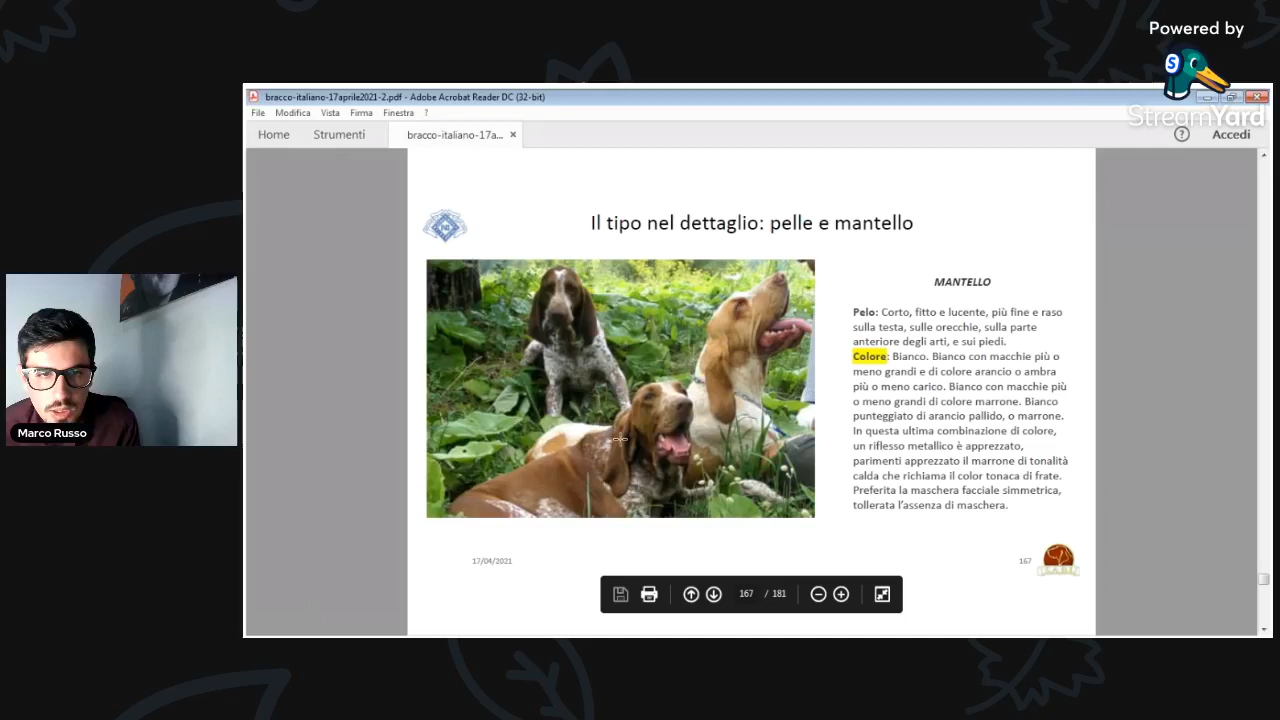 Powered by
StreamYard
bracco-italiano-17aprile2021-2.pdf - Adobe Acrobat Reader DC (32-bit)
File Modifica Vista Firma Finestra ?
Home Strumenti bracco-italiano-17a... × ? Accedi
Il tipo nel dettaglio: pelle e mantello
MANTELLO
Pelo: Corto, fitto e lucente, più fine e raso
sulla testa, sulle orecchie, sulla parte
anteriore degli arti, e sui piedi.
Colore: Bianco. Bianco con macchie più o
meno grandi e di colore arancio o ambra
più o meno carico. Bianco con macchie più
o meno grandi di colore marrone. Bianco
punteggiato di arancio pallido, o marrone.
In questa ultima combinazione di colore,
un riflesso metallico è apprezzato,
parimenti apprezzato il marrone di tonalità
calda che richiama il color tonaca di frate.
Preferita la maschera facciale simmetrica,
tollerata l'assenza di maschera.
17/04/2021
167
167 / 181
Marco Russo